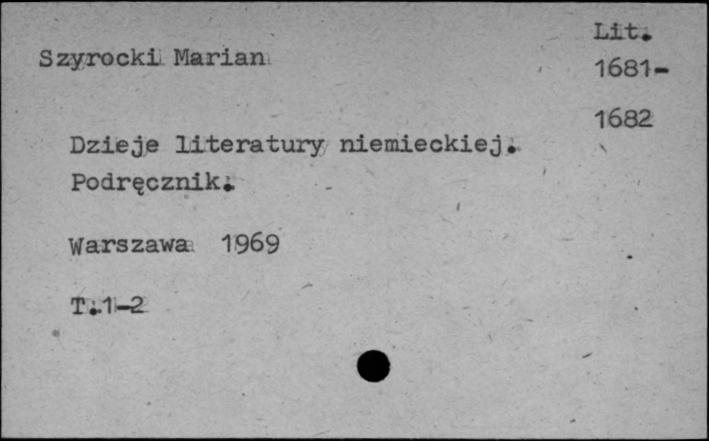 Szyrocki Marian
Lit.
1681-
1682
Dzieje literatury niemieckiej.
Podręcznik.
Warszawa 1969
T.1-2